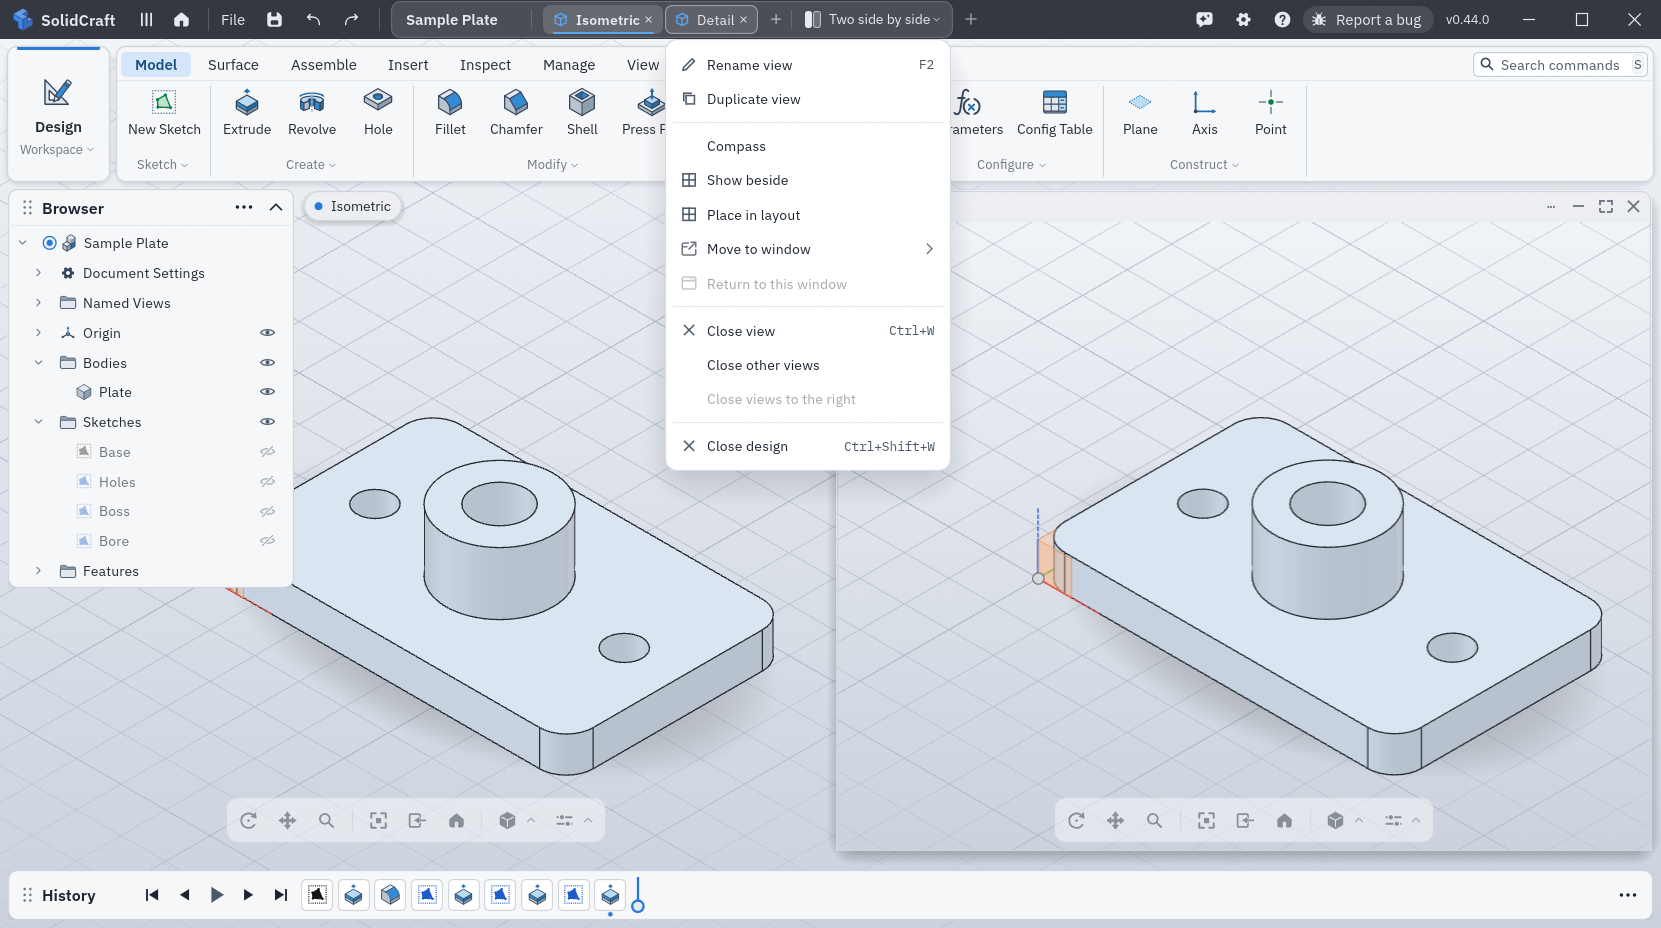 SolidCraft
File
Sample Plate
Isometric
Detail
Two side by side
Report a bug
v0.44.0
Design
Workspace
Model
Surface
Assemble
Insert
Inspect
Manage
View
Search commands
S
New Sketch
Extrude
Revolve
Hole
Fillet
Chamfer
Shell
Press
Config Table
Plane
Axis
Point
Sketch
Create
Modify
Configure
Construct
Rename view
F2
Duplicate view
Compass
Show beside
Place in layout
Move to window
Return to this window
Close view
Ctrl+W
Close other views
Close views to the right
Close design
Ctrl+Shift+W
Browser
Isometric
Sample Plate
Document Settings
Named Views
Origin
Bodies
Plate
Sketches
Base
Holes
Boss
Bore
Features
History